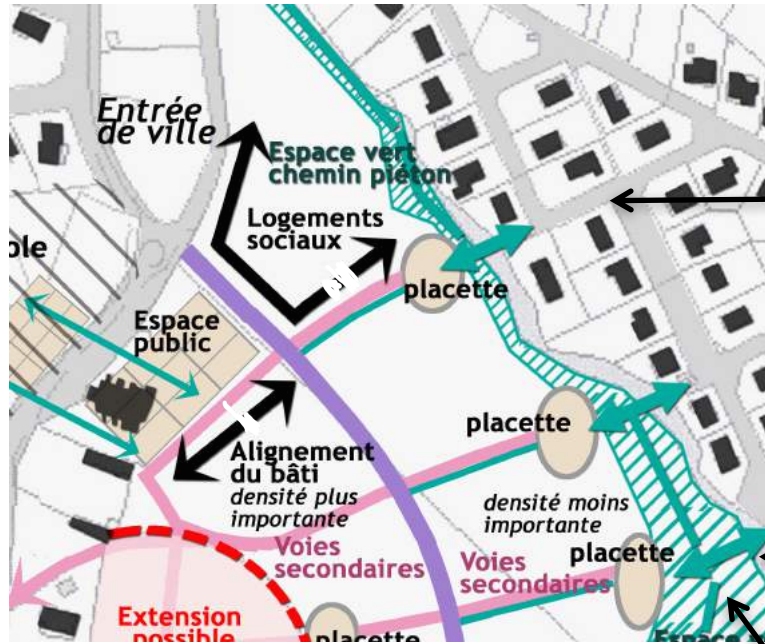 Entrée
de ville
Espace vert
chemin piéton
Logements
sociaux
placette
Espace
public
placette
Alignement
du bâti
densité plus
importante
densité moins
importante
Voies
secondaires
Voies
secondaires
placette
Extension
possible
placette